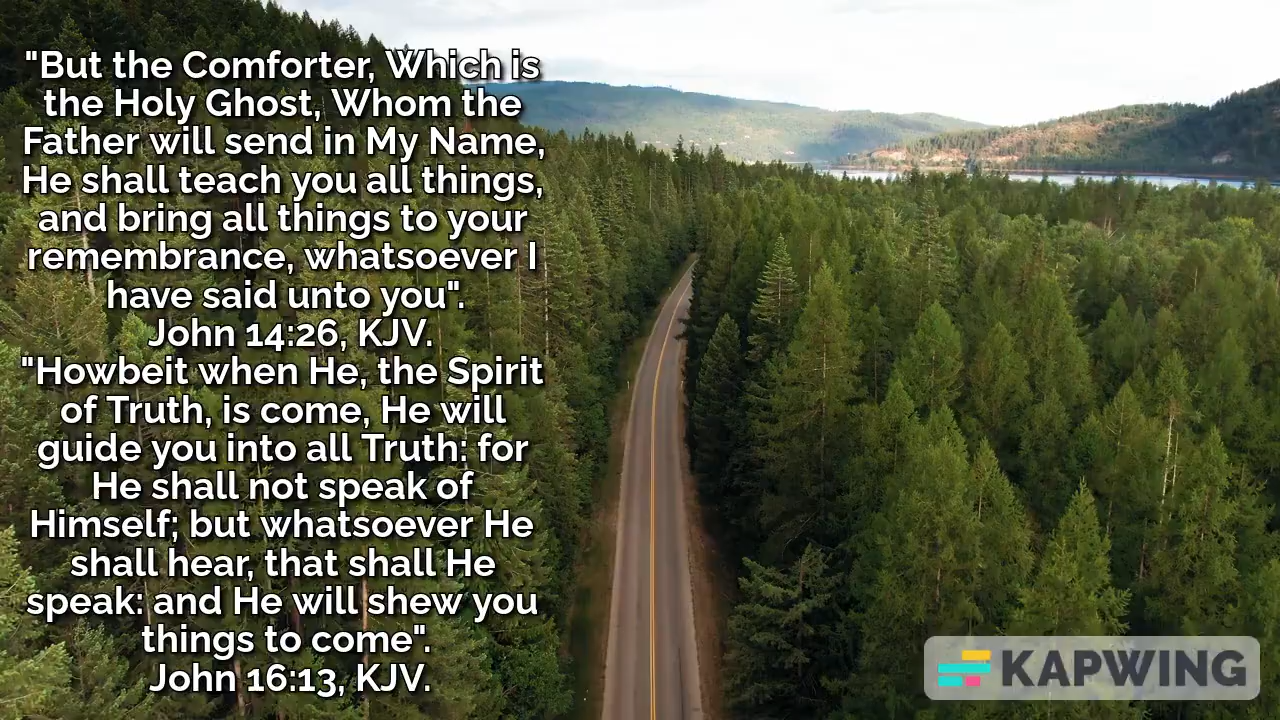 "But the Comforter, Which is
the Holy Ghost, Whom the
Father will send in My Name,
He shall teach you all things,
and bring all things to your
remembrance, whatsoever I
have said unto you".
John 14:26, KJV.
"Howbeit when He, the Spirit
of Truth, is come, He will
guide you into all Truth: for
He shall not speak of
Himself; but whatsoever He
shall hear, that shall He
speak: and He will shew you
things to come".
John 16:13, KJV.
KAPWING